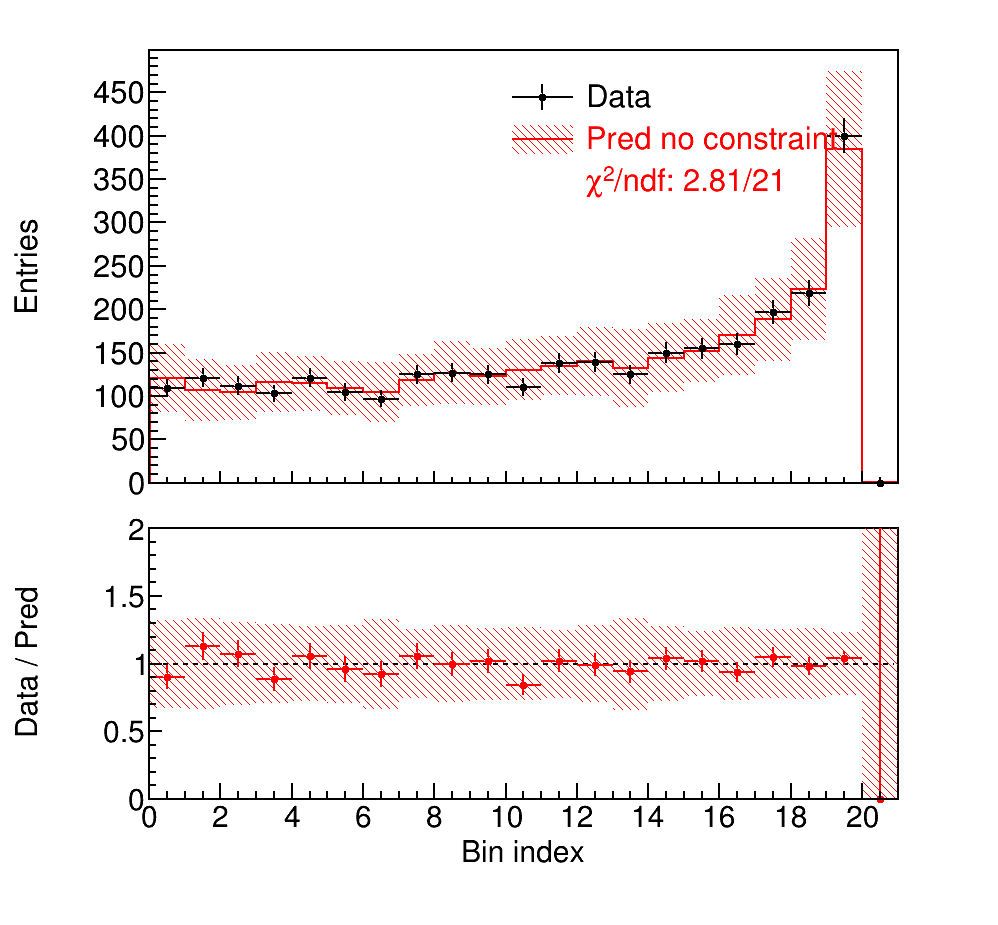 Entries
450
400
350
300
250
200
150
100
50
0
Data
Pred no constraint
χ²/ndf: 2.81/21
Data / Pred
2
1.5
1
0.5
0
0 2 4 6 8 10 12 14 16 18 20
Bin index